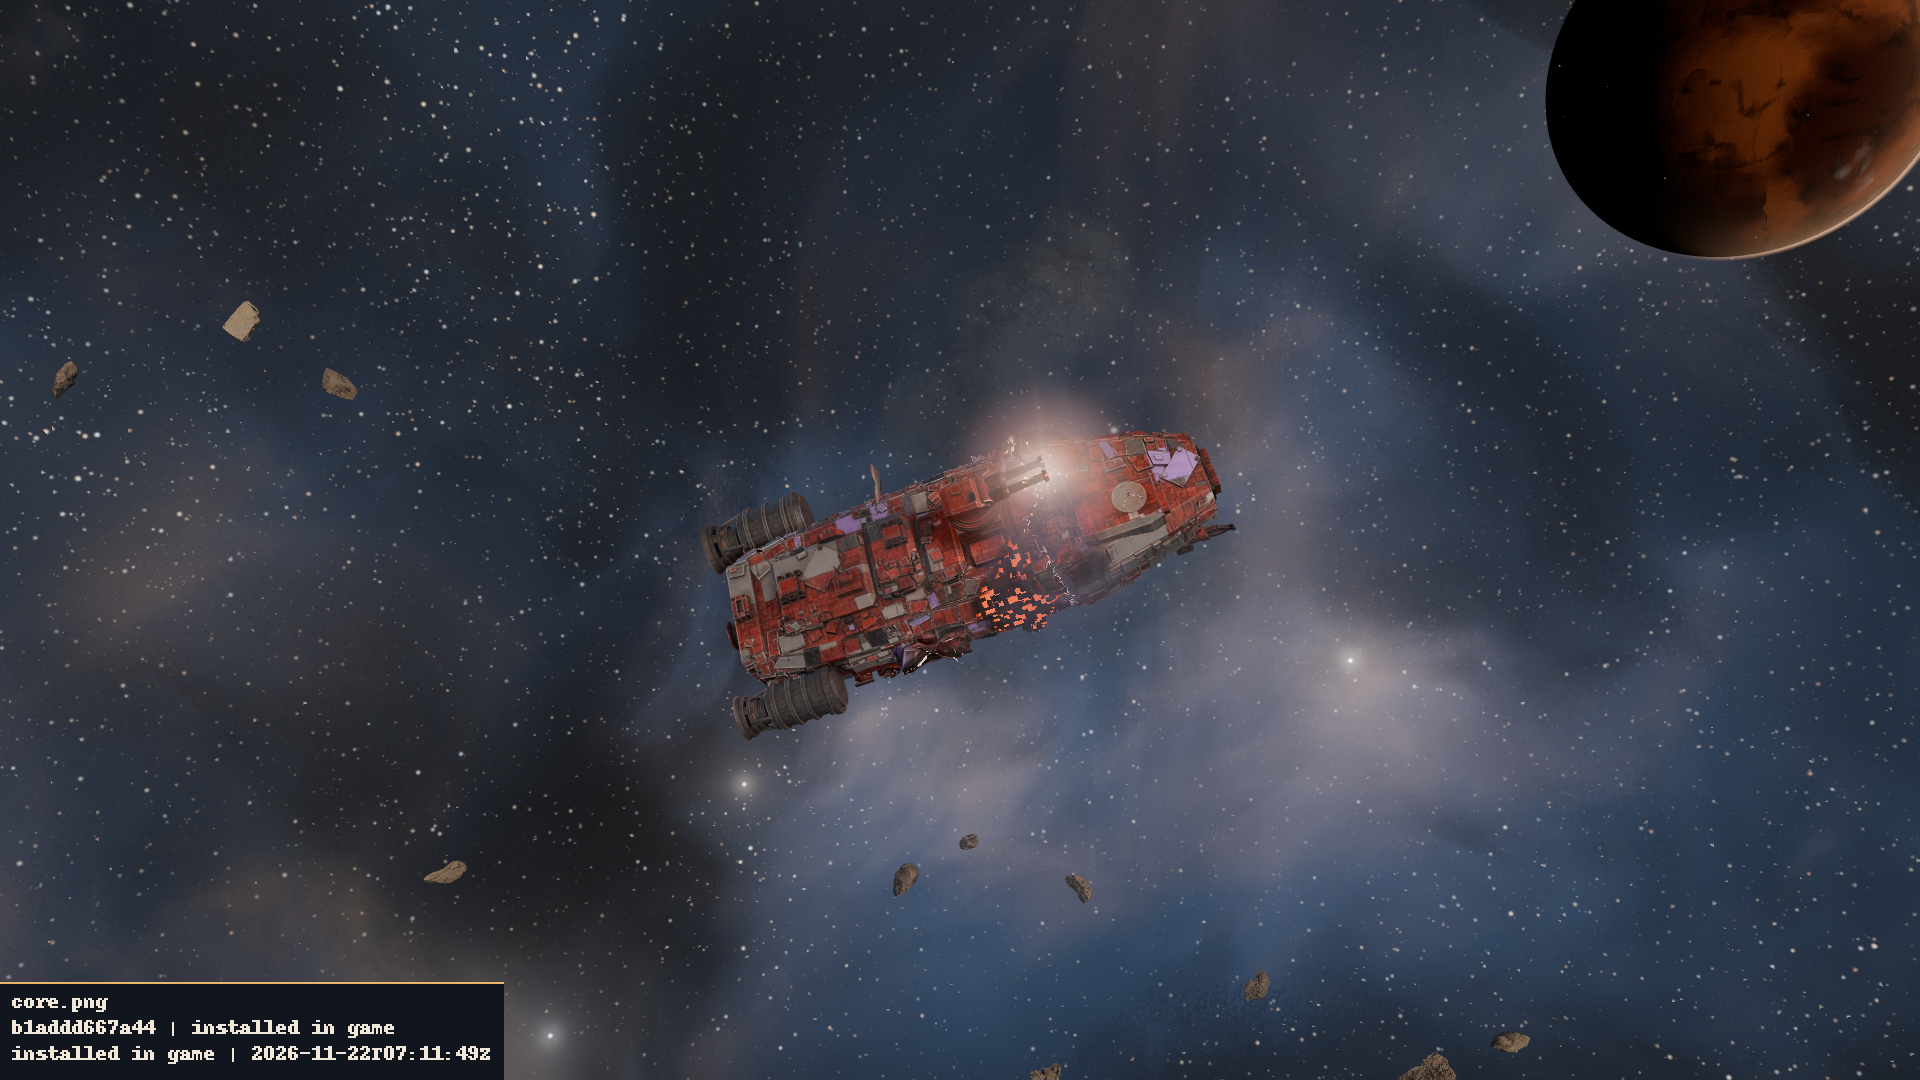 core.png
b1addd667a44 | installed in game
installed in game | 2026-11-22T07:11:49Z